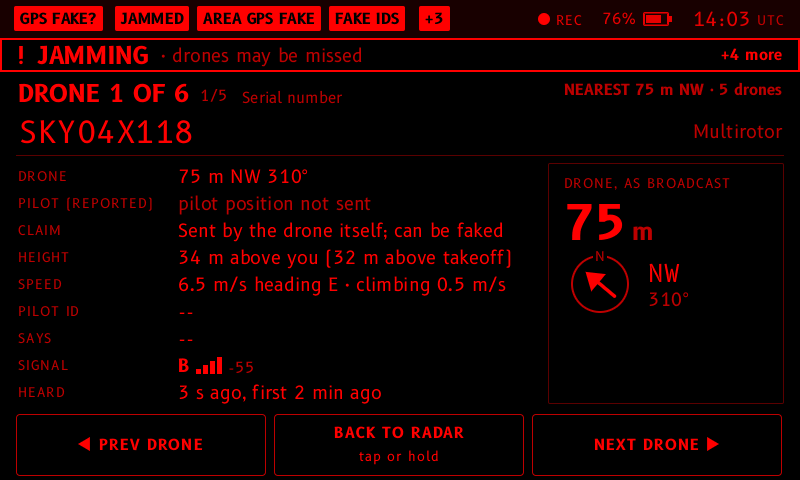 GPS FAKE? JAMMED AREA GPS FAKE FAKE IDS +3 REC 76% 14:03 UTC
! JAMMING · drones may be missed +4 more
DRONE 1 OF 6 1/5 Serial number NEAREST 75 m NW · 5 drones
SKY04X118 Multirotor
DRONE 75 m NW 310°
PILOT [REPORTED] pilot position not sent
CLAIM Sent by the drone itself; can be faked
HEIGHT 34 m above you [32 m above takeoff]
SPEED 6.5 m/s heading E · climbing 0.5 m/s
PILOT ID --
SAYS --
SIGNAL B -55
HEARD 3 s ago, first 2 min ago
DRONE, AS BROADCAST
75 m
N
NW
310°
◀ PREV DRONE
BACK TO RADAR
tap or hold
NEXT DRONE ▶